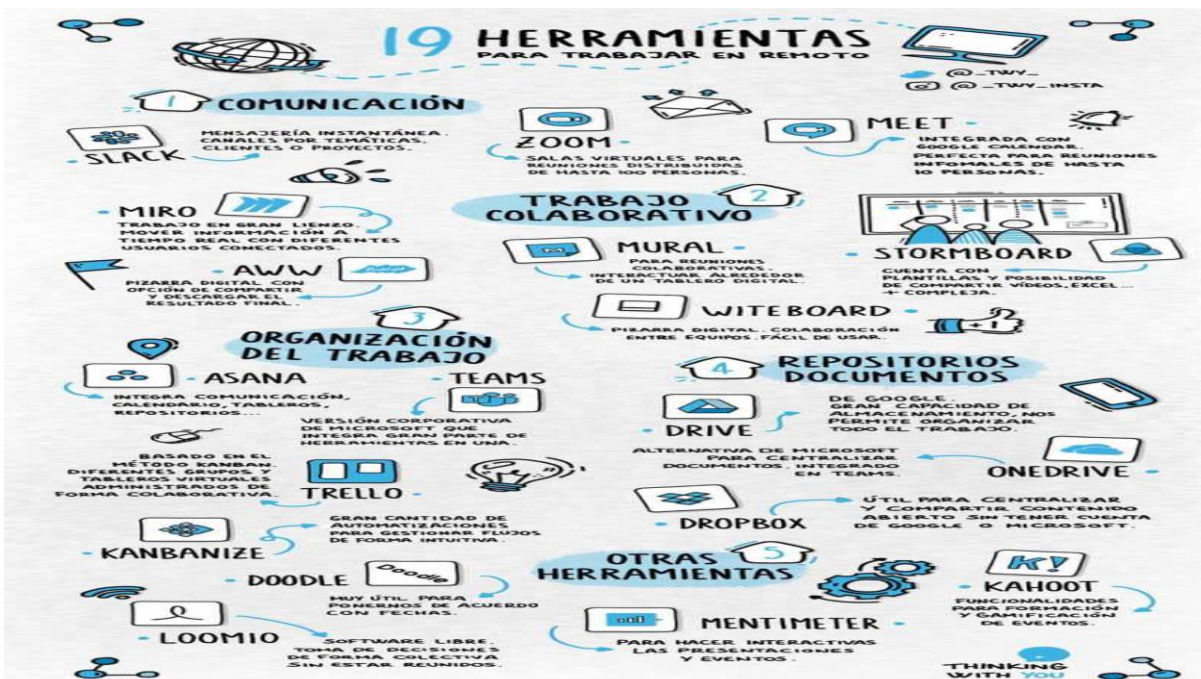 19 HERRAMIENTAS
PARA TRABAJAR EN REMOTO
@_TWY_
@_TWY_INSTA
1 COMUNICACIÓN
SLACK
MENSAJERÍA INSTANTÁNEA.
CANALES POR TEMÁTICAS,
CLIENTES O PROYECTOS.
ZOOM
SALAS VIRTUALES PARA
REUNIONES DISTRIBUIDAS
DE HASTA 100 PERSONAS.
MEET
INTEGRADA CON
GOOGLE CALENDAR.
PERFECTA PARA REUNIONES
INFOMALES DE HASTA
10 PERSONAS.
2
TRABAJO
COLABORATIVO
MIRO
TRABAJO EN GRAN LIENZO.
MOVER INFORMACIÓN A
TIEMPO REAL CON DIFERENTES
USUARIOS CONECTADOS.
AWW
PIZARRA DIGITAL CON
OPCIÓN DE COMPARTIR
Y DESCARGAR EL
RESULTADO FINAL.
MURAL
PARA REUNIONES
COLABORATIVAS.
INTERACTUAR ALREDEDOR
DE UN TABLERO DIGITAL.
STORMBOARD
CUENTA CON
PLANTILLAS Y POSIBILIDAD
DE COMPARTIR VÍDEOS, EXCEL...
+ COMPLEJA.
WITEBOARD
PIZARRA DIGITAL. COLABORACIÓN
ENTRE EQUIPOS. FÁCIL DE USAR.
+1
3
ORGANIZACIÓN
DEL TRABAJO
ASANA
INTEGRA COMUNICACIÓN,
CALENDARIO, TABLEROS,
REPOSITORIOS...
TEAMS
VERSIÓN CORPORATIVA
DE MICROSOFT QUE
INTEGRA GRAN PARTE DE
HERRAMIENTAS EN UNA.
BASADO EN EL
MÉTODO KANBAN.
DIFERENTES GRUPOS Y
TABLEROS VIRTUALES
ADMINISTRADOS DE
FORMA COLABORATIVA.
TRELLO
KANBANIZE
GRAN CANTIDAD DE
AUTOMATIZACIONES
PARA GESTIONAR FLUJOS
DE FORMA INTUITIVA.
DOODLE
Doodle
MUY ÚTIL PARA
PONERNOS DE ACUERDO
CON FECHAS.
LOOMIO
SOFTWARE LIBRE.
TOMA DE DECISIONES
DE FORMA COLECTIVA
SIN ESTAR REUNIDOS.
4 REPOSITORIOS
DOCUMENTOS
DRIVE
DE GOOGLE.
GRAN CAPACIDAD DE
ALMACENAMIENTO, NOS
PERMITE ORGANIZAR
TODO EL TRABAJO.
ALTERNATIVA DE MICROSOFT
PARA CENTRALIZAR
DOCUMENTOS. INTEGRADO
EN TEAMS.
ONEDRIVE
DROPBOX
ÚTIL PARA CENTRALIZAR
Y COMPARTIR CONTENIDO
ABIERTO SIN TENER CUENTA
DE GOOGLE O MICROSOFT.
5
OTRAS
HERRAMIENTAS
K!
KAHOOT
FUNCIONALIDADES
PARA FORMACIÓN
Y GAMIFICACIÓN
DE EVENTOS.
MENTIMETER
PARA HACER INTERACTIVAS
LAS PRESENTACIONES
Y EVENTOS.
THINKING
WITH YOU